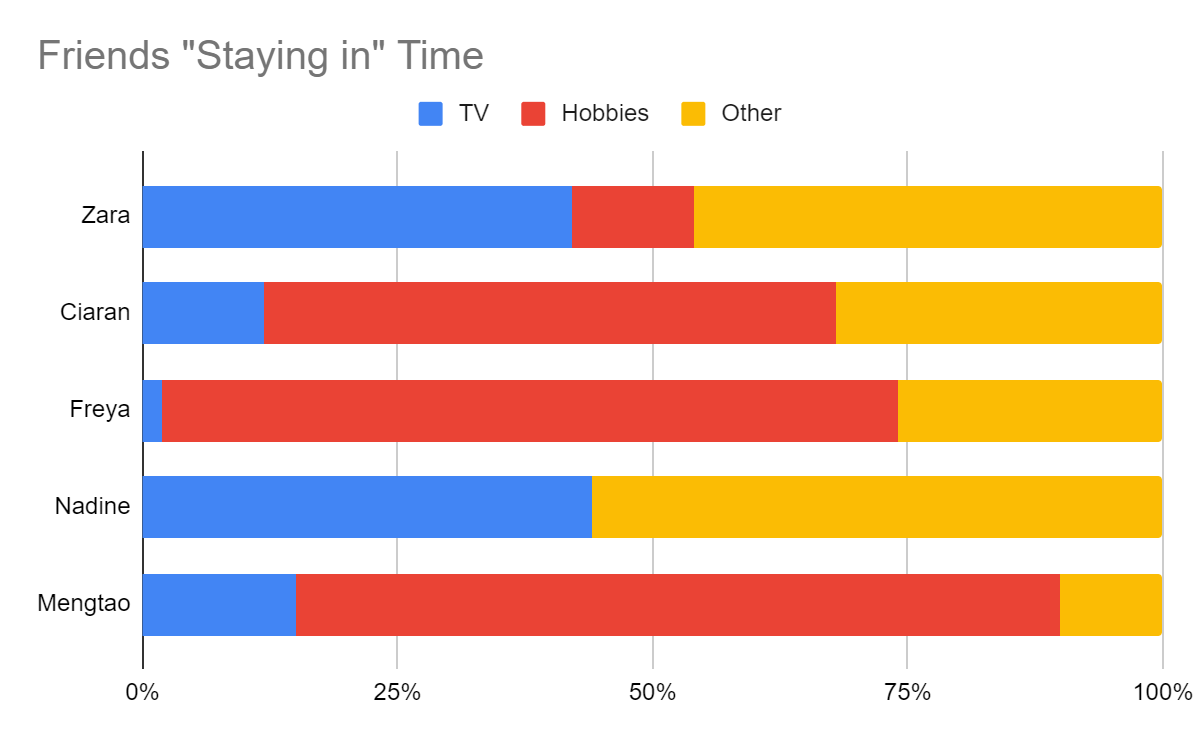 Friends "Staying in" Time
TV Hobbies Other
Zara
Ciaran
Freya
Nadine
Mengtao
0% 25% 50% 75% 100%